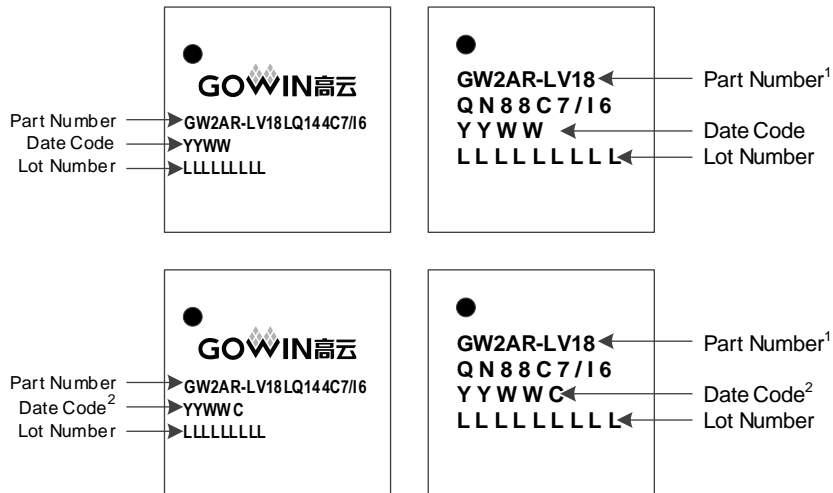 GOWIN高云
Part Number
GW2AR-LV18LQ144C7/I6
Date Code
YYWW
Lot Number
LLLLLLLLL
GW2AR-LV18
Part Number1
QN88C7/I6
YYWW
Date Code
LLLLLLLLL
Lot Number
GOWIN高云
Part Number
GW2AR-LV18LQ144C7/I6
Date Code2
YYWWC
Lot Number
LLLLLLLLL
GW2AR-LV18
Part Number1
QN88C7/I6
YYWWC
Date Code2
LLLLLLLLL
Lot Number